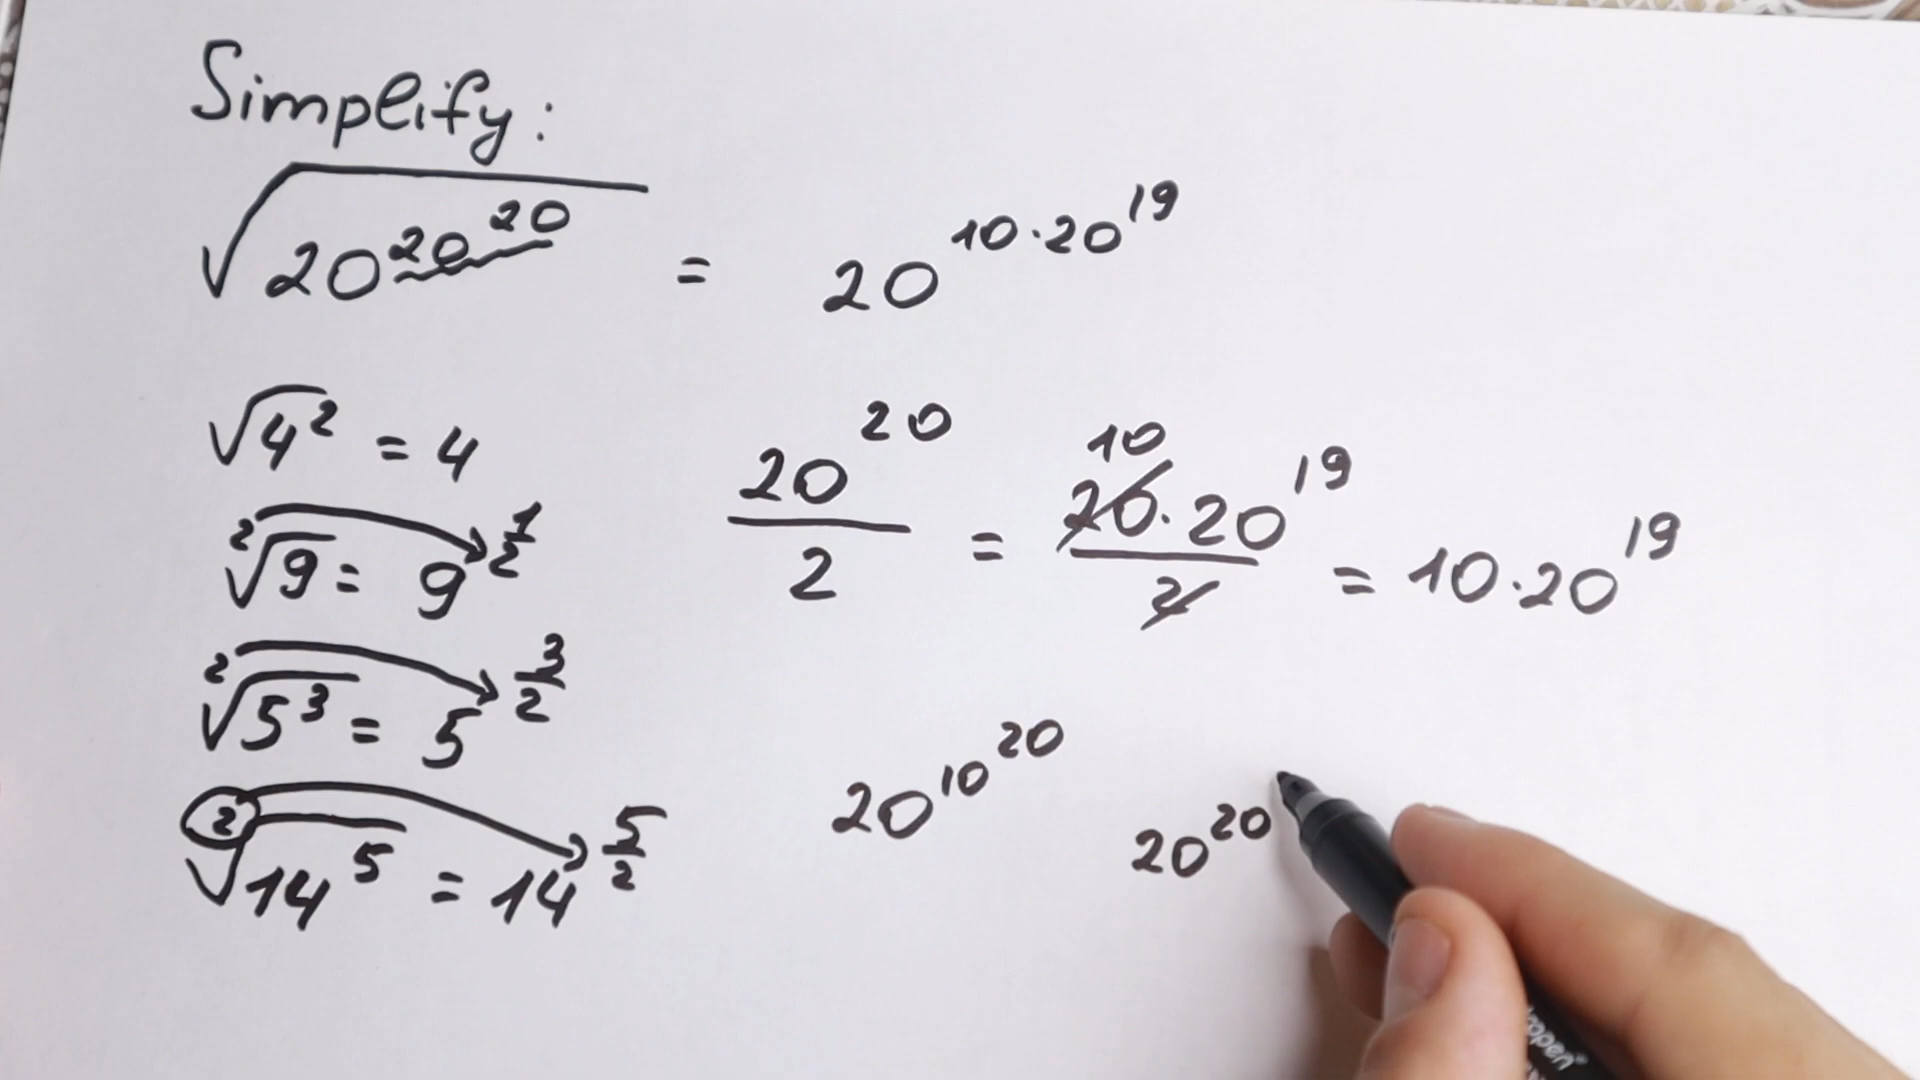 Simplify:
√20^20^20 = 20^10·20^19
√4² = 4
²√9 = 9^1/2
²√5³ = 5^3/2
²√14⁵ = 14^5/2
20^20/2 = 20·20^19/2 = 10·20^19
10
20^10^20
20^20